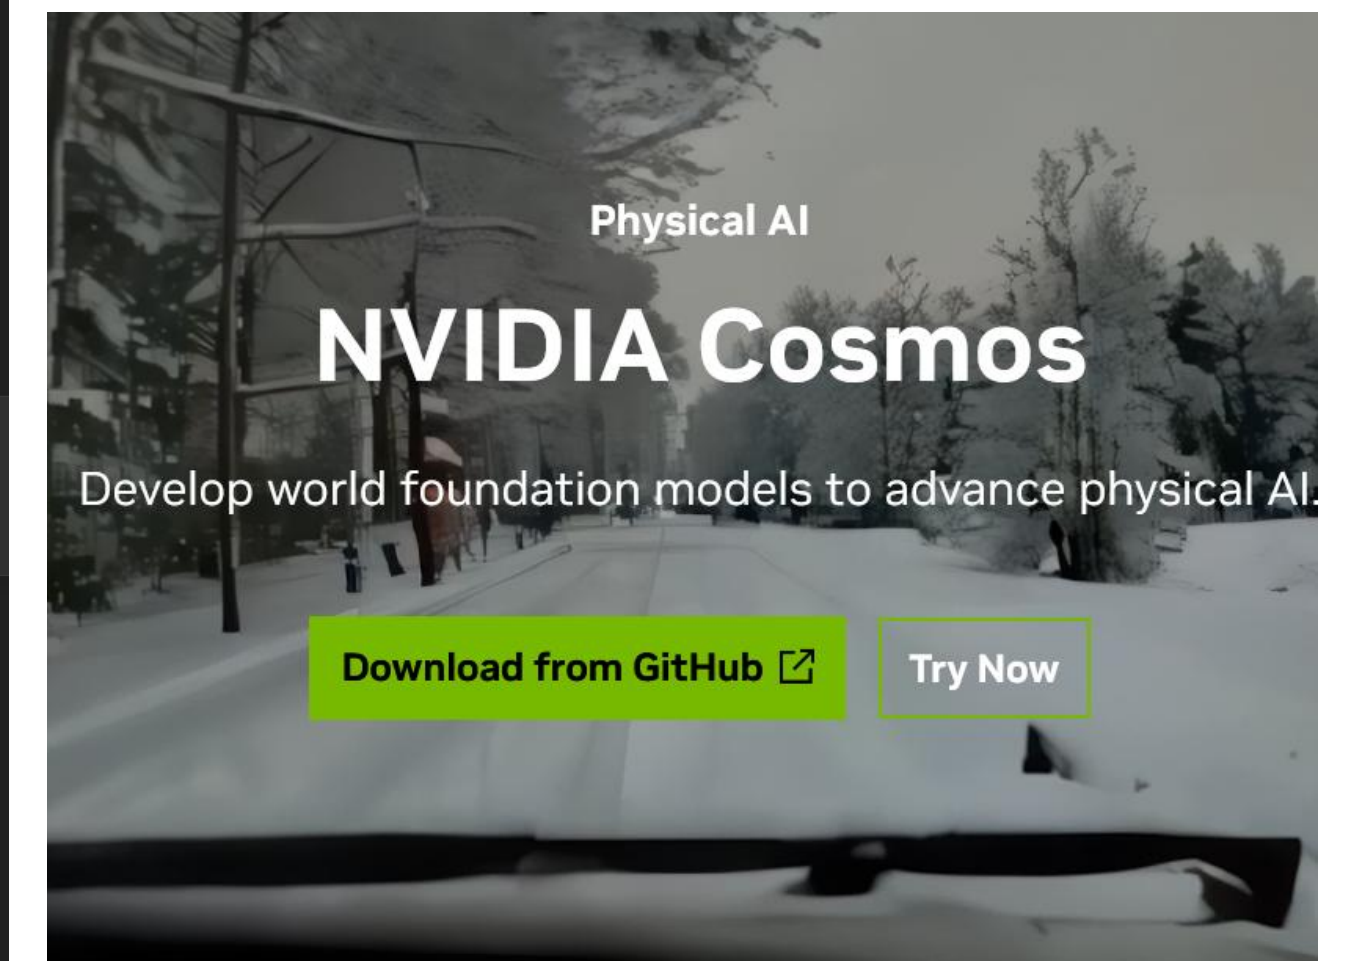 Physical AI
NVIDIA Cosmos
Develop world foundation models to advance physical AI.
Download from GitHub
Try Now